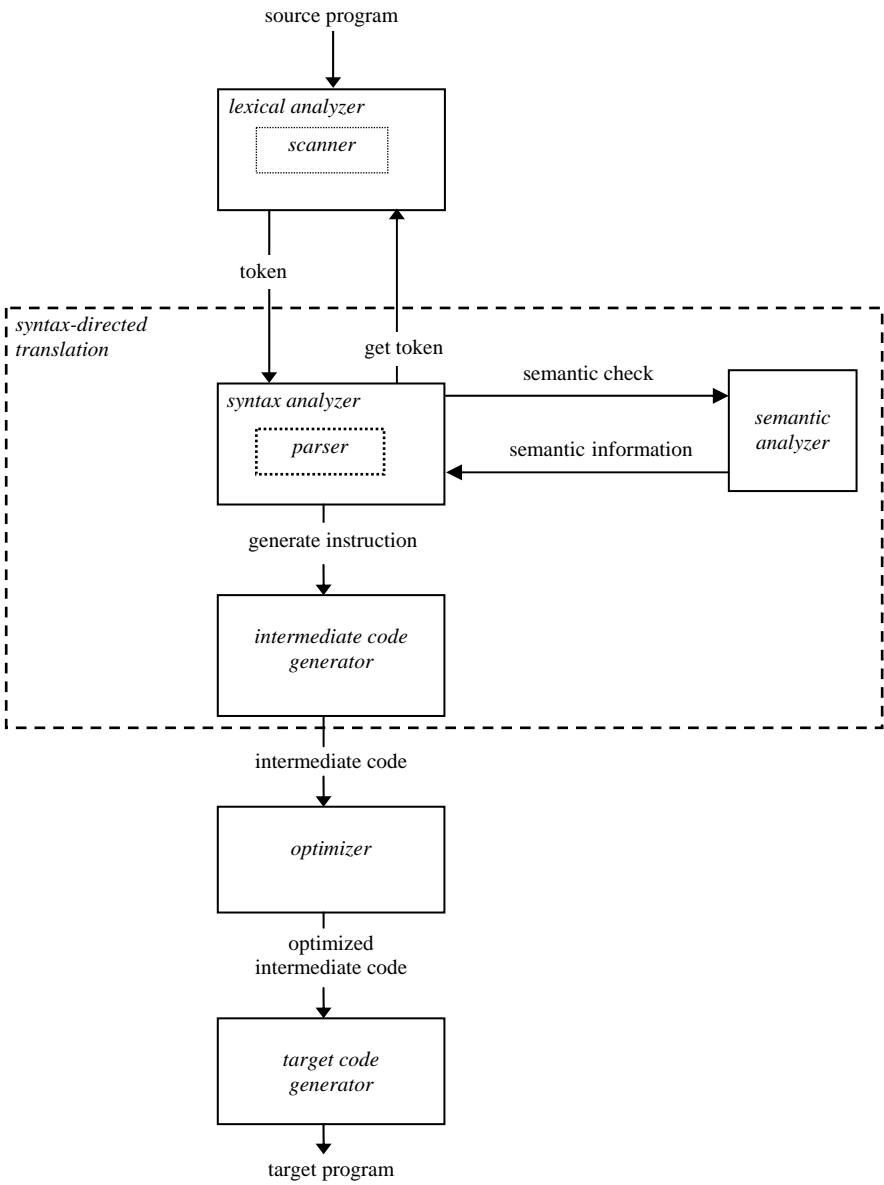 source program
lexical analyzer
scanner
token
syntax-directed
translation
get token
semantic check
syntax analyzer
parser
semantic
analyzer
semantic information
generate instruction
intermediate code
generator
intermediate code
optimizer
optimized
intermediate code
target code
generator
target program